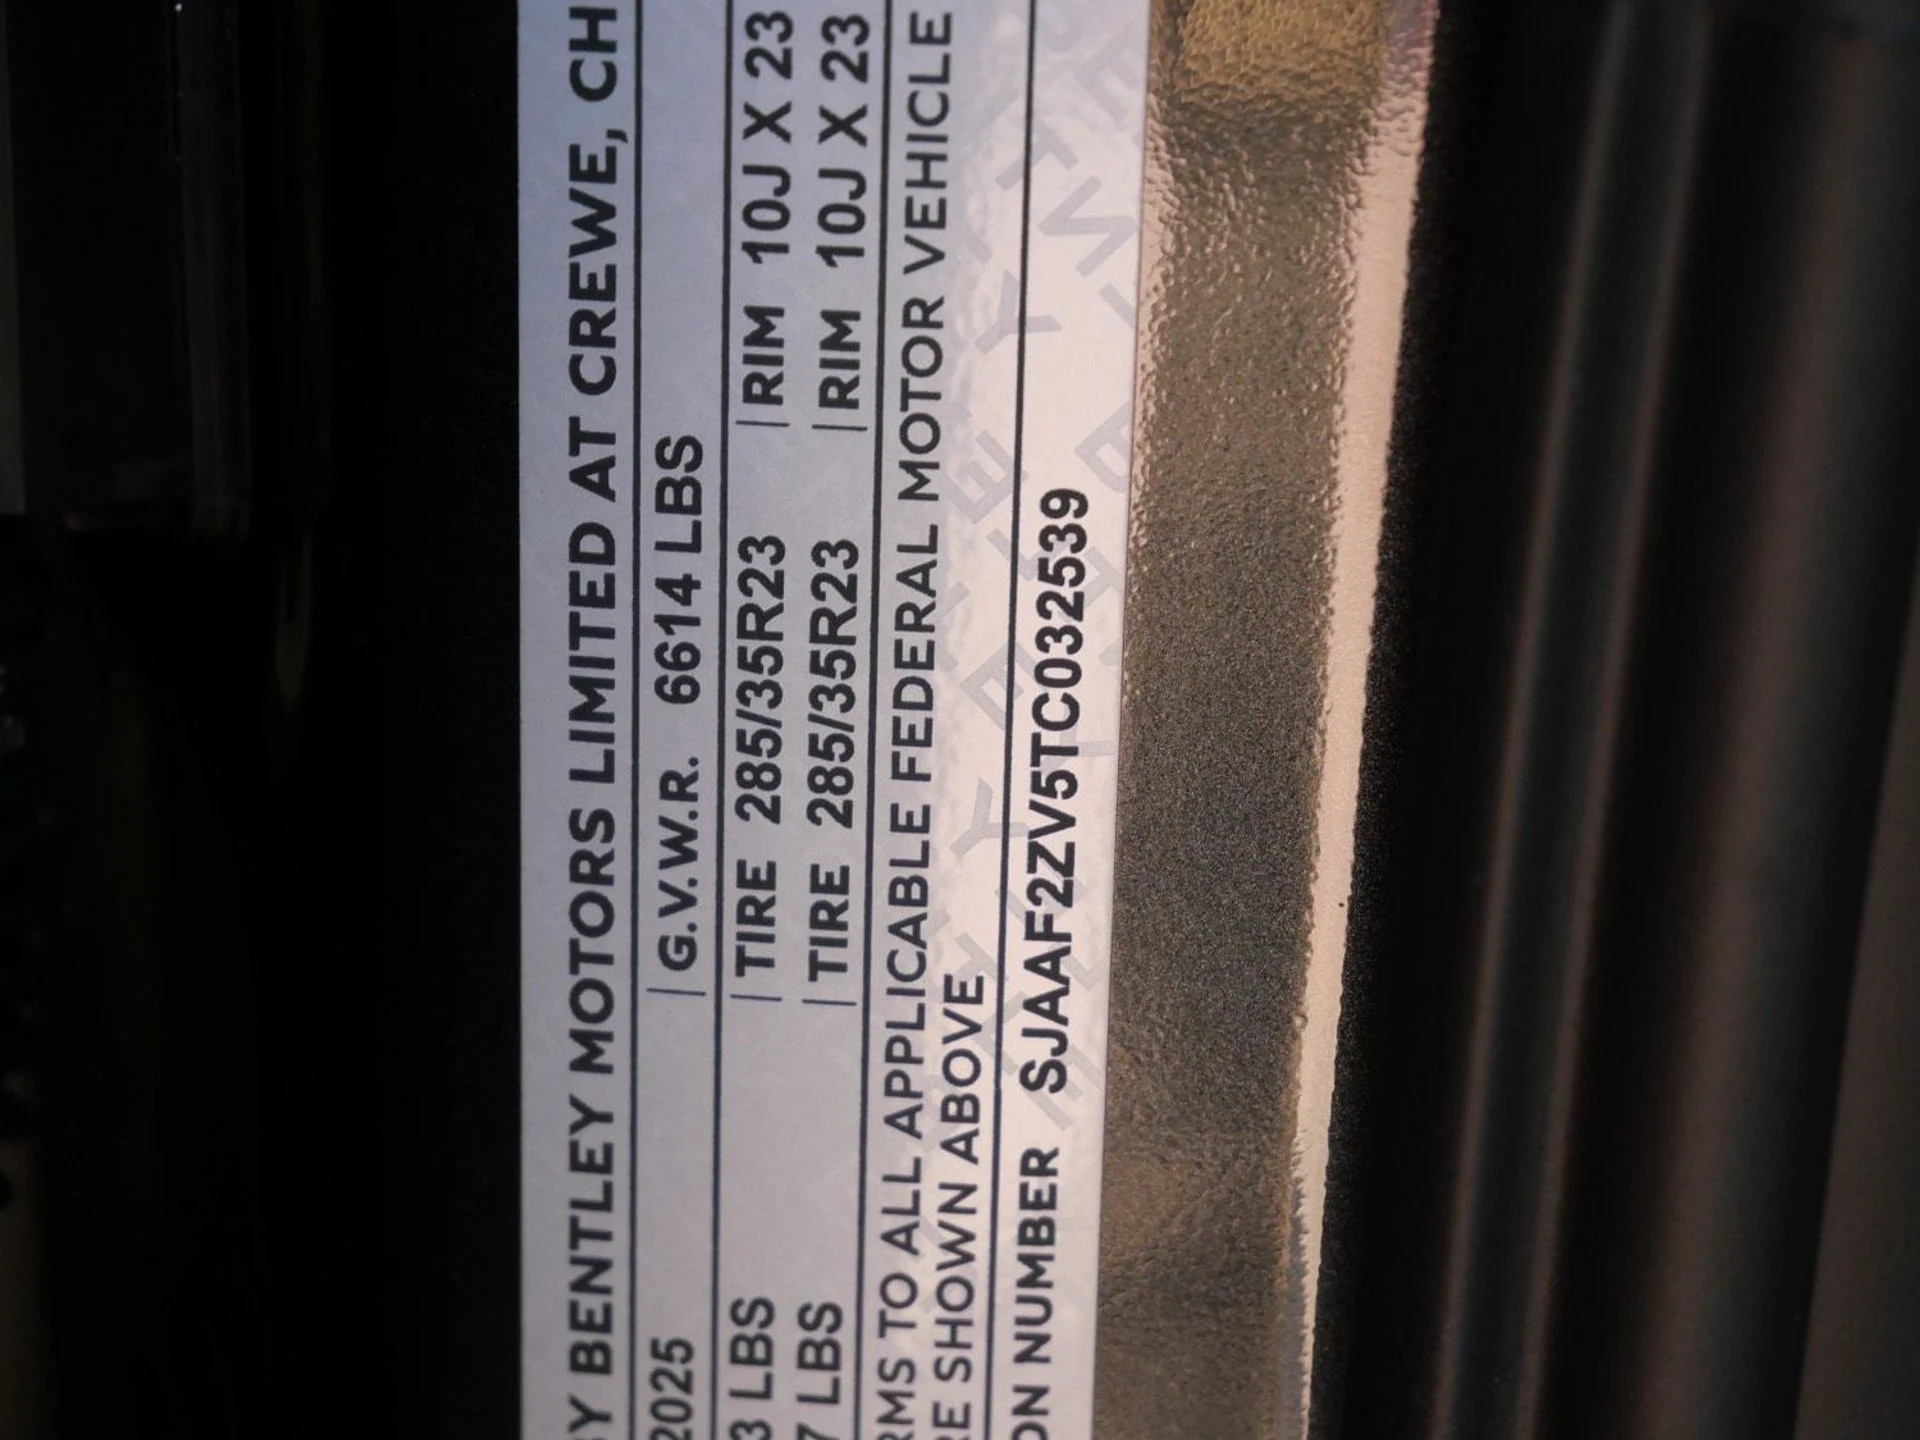 BY BENTLEY MOTORS LIMITED AT CREWE, CH
2025 | G.V.W.R. 6614 LBS
3 LBS | TIRE 285/35R23 | RIM 10J X 23
7 LBS | TIRE 285/35R23 | RIM 10J X 23
RMS TO ALL APPLICABLE FEDERAL MOTOR VEHICLE
RE SHOWN ABOVE
ON NUMBER SJAAF2ZV5TC032539